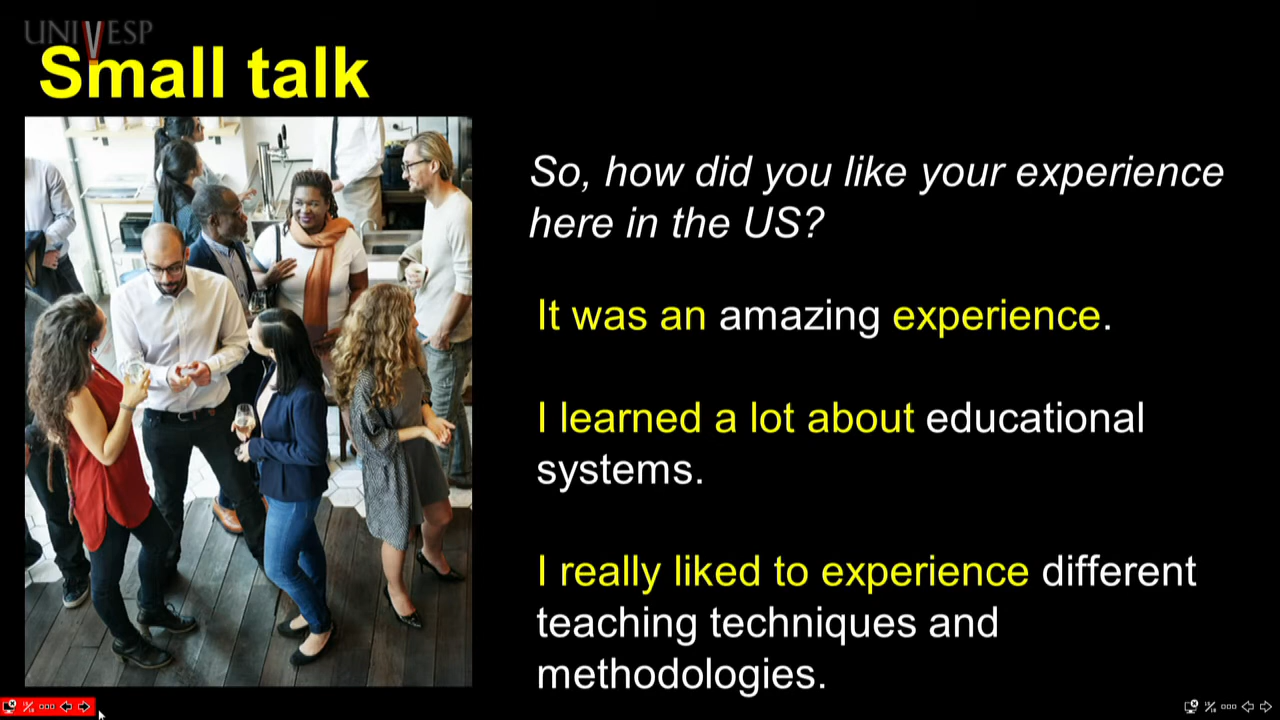 UNIVESP
Small talk
So, how did you like your experience
here in the US?
It was an amazing experience.
I learned a lot about educational
systems.
I really liked to experience different
teaching techniques and
methodologies.